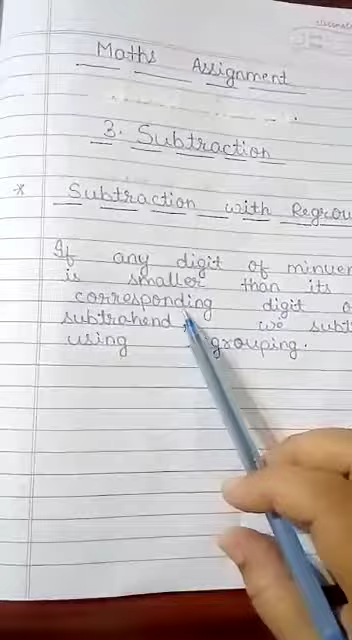 Maths Assignment
3. Subtraction
* Subtraction with
If any digit of
is smaller than its
corresponding digit
subtrahend, we
using grouping.